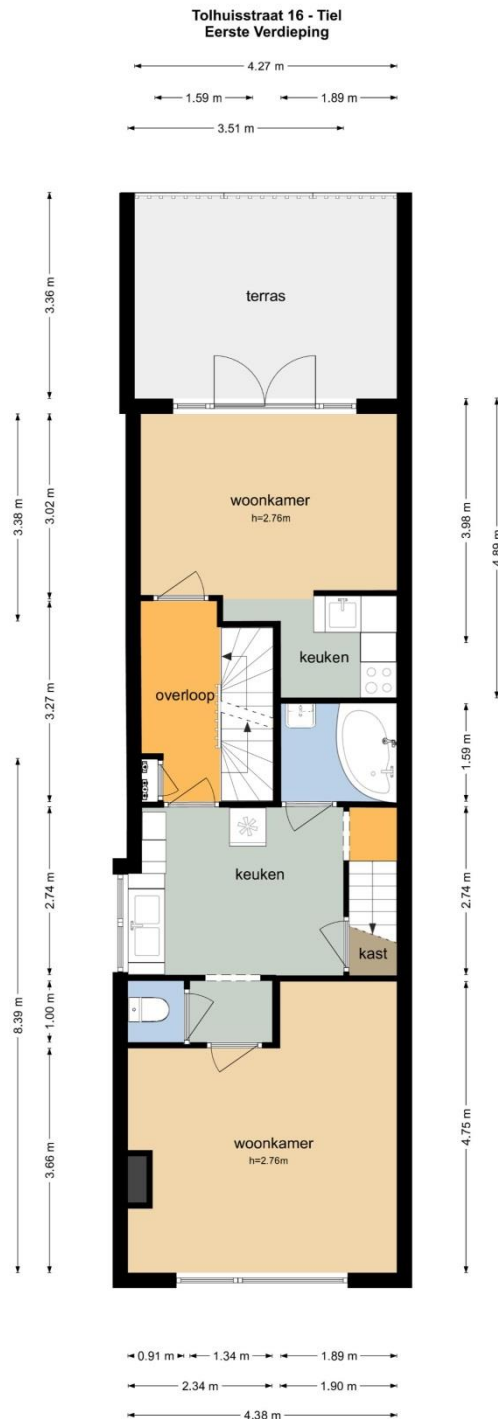 Tolhuisstraat 16 - Tiel
Eerste Verdieping
4.27 m
1.59 m
1.89 m
3.51 m
terras
3.36 m
woonkamer
h=2.76m
3.38 m
3.02 m
3.98 m
4.89 m
keuken
overloop
3.27 m
1.59 m
keuken
kast
2.74 m
2.74 m
8.39 m
1.00 m
woonkamer
h=2.76m
3.66 m
4.75 m
0.91 m
1.34 m
1.89 m
2.34 m
1.90 m
4.38 m